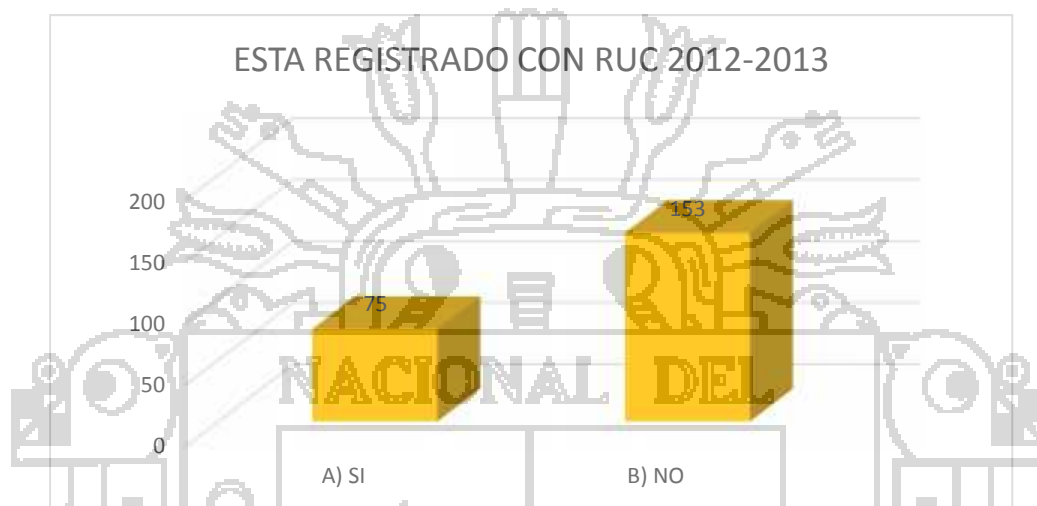 ESTA REGISTRADO CON RUC 2012-2013
200
150
100
50
0
75
153
NACIONAL DEL
A) SI
B) NO